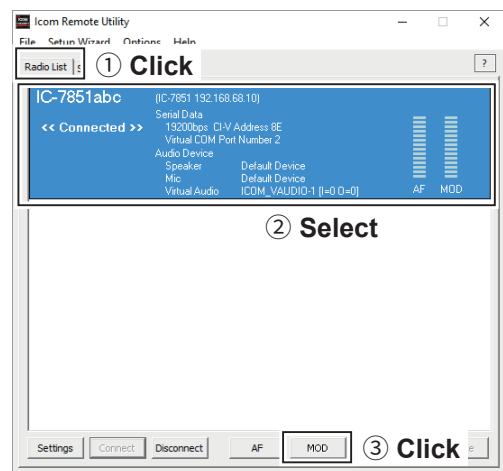 Icom Remote Utility
File Setup Wizard Options Help
Radio List ① Click ?
IC-7851abc (IC-7851 192.168.68.10)
<< Connected >>
Serial Data
19200bps CI-V Address 8E
Virtual COM Port Number 2
Audio Device
Speaker Default Device
Mic Default Device
Virtual Audio ICOM_VAUDIO-1 [I=0 O=0] AF MOD
② Select
Settings Connect Disconnect AF MOD ③ Click